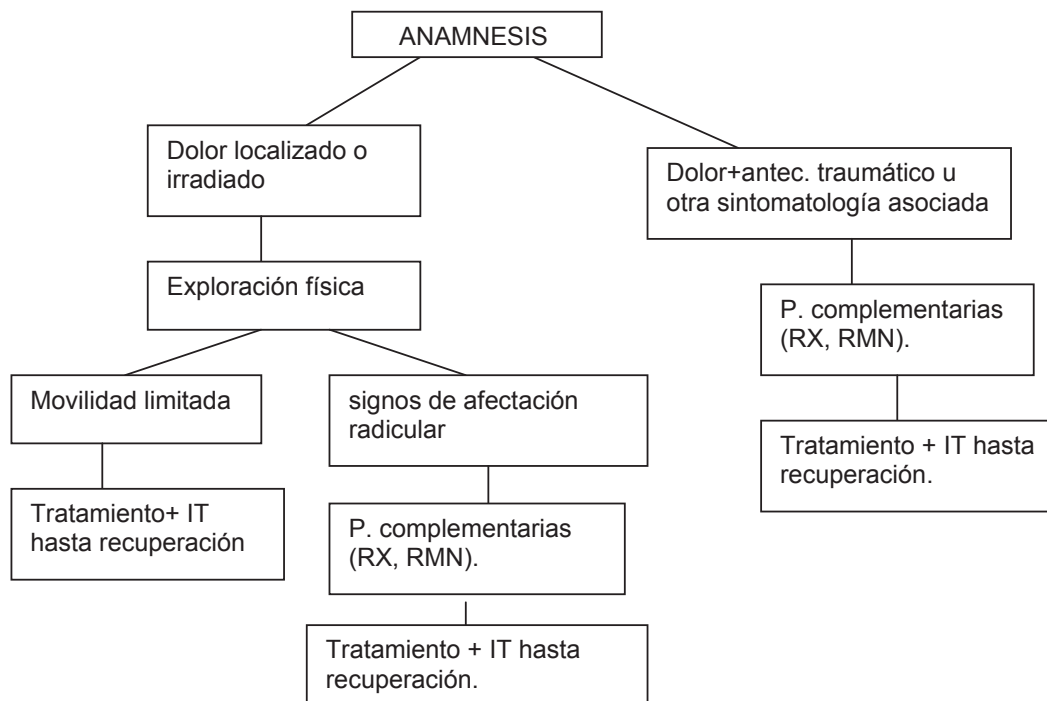 ANAMNESIS
Dolor localizado o
irradiado
Dolor+antec. traumático u
otra sintomatología asociada
Exploración física
P. complementarias
(RX, RMN).
Movilidad limitada
signos de afectación
radicular
Tratamiento + IT hasta
recuperación.
Tratamiento+ IT
hasta recuperación
P. complementarias
(RX, RMN).
Tratamiento + IT hasta
recuperación.